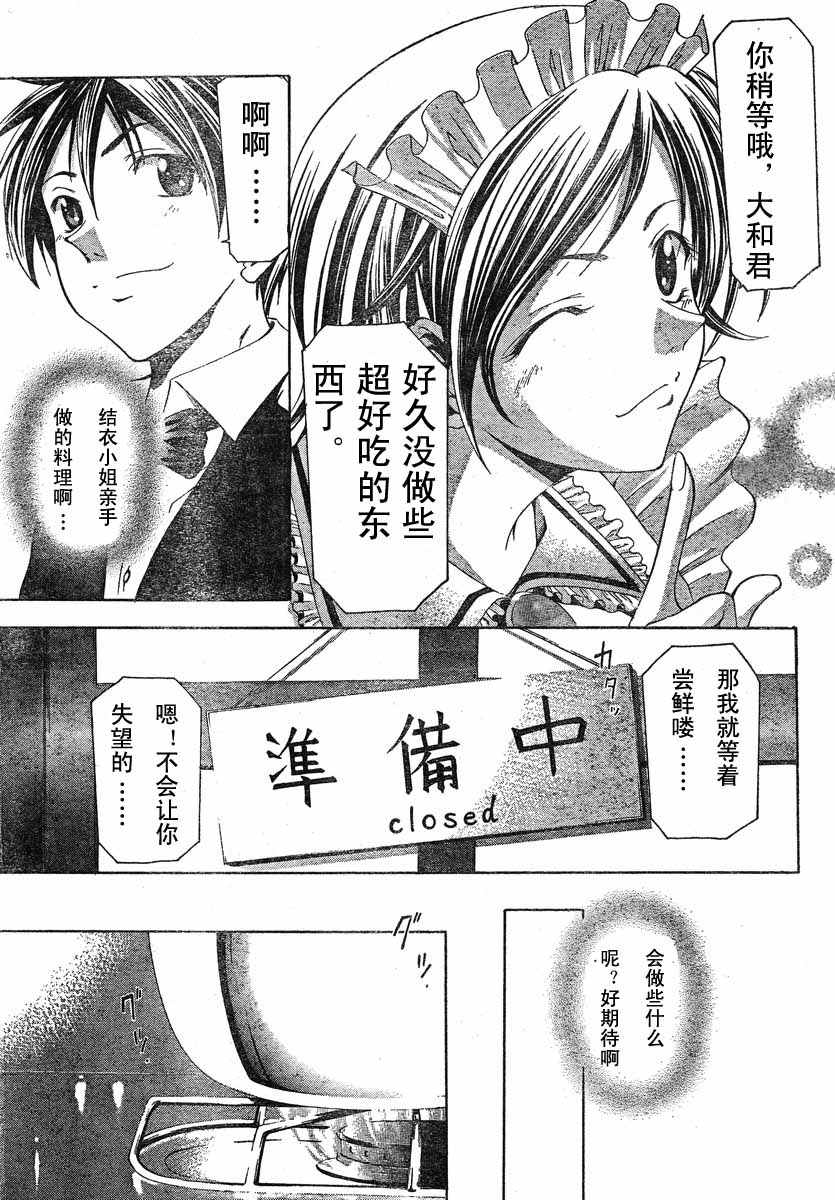 你稍等哦，大和君
好久没做些
超好吃的东
西了。
啊啊……
结衣小姐亲手
做的料理啊…
那我就等着
尝鲜喽……
ガタッ
準備中
closed
嗯！不会让你
失望的……
会做些什么
呢？好期待啊
グッ
グッ